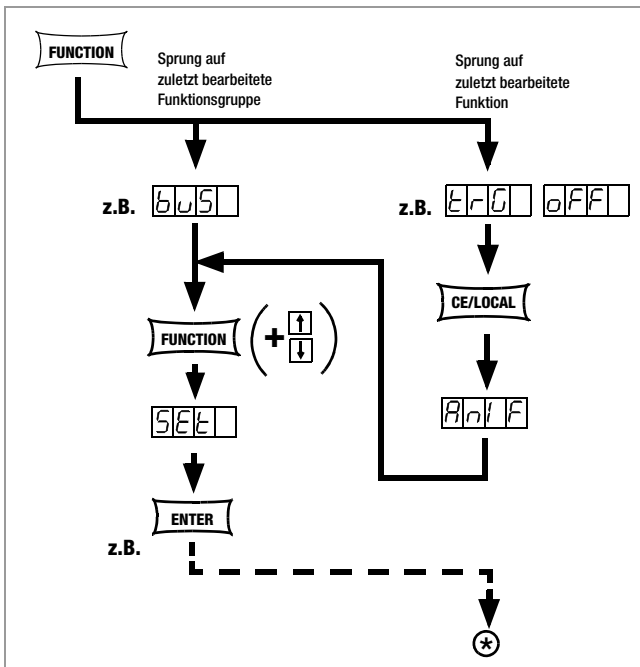 FUNCTION
Sprung auf
zuletzt bearbeitete
Funktionsgruppe
Sprung auf
zuletzt bearbeitete
Funktion
z.B. buS
z.B. trG oFF
CE/LOCAL
FUNCTION (+ ↑ ↓)
SEt
AnIF
ENTER
z.B.
*